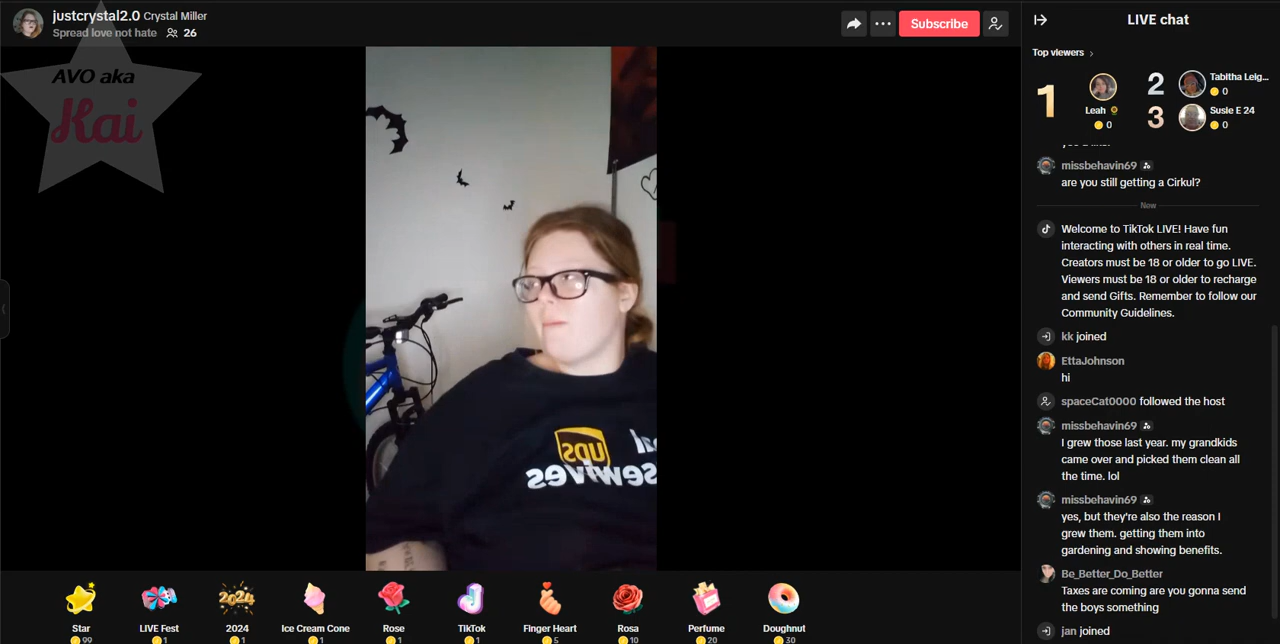 justcrystal2.0 Crystal Miller
Spread love not hate 26
Subscribe
AVO aka
Kai
ups
sewives
LIVE chat
Top viewers
1
Leah
0
2
Tabitha Leig...
0
3
Susie E 24
0
missbehavin69
are you still getting a Cirkul?
Now
Welcome to TikTok LIVE! Have fun
interacting with others in real time.
Creators must be 18 or older to go LIVE.
Viewers must be 18 or older to recharge
and send Gifts. Remember to follow our
Community Guidelines.
kk joined
EttaJohnson
hi
spaceCat0000 followed the host
missbehavin69
I grew those last year. my grandkids
came over and picked them clean all
the time. lol
missbehavin69
yes, but they're also the reason I
grew them. getting them into
gardening and showing benefits.
Be_Better_Do_Better
Taxes are coming are you gonna send
the boys something
jan joined
2024
Star
LIVE Fest
2024
Ice Cream Cone
Rose
TikTok
Finger Heart
Rosa
Perfume
Doughnut
99
1
1
1
1
1
5
10
20
30